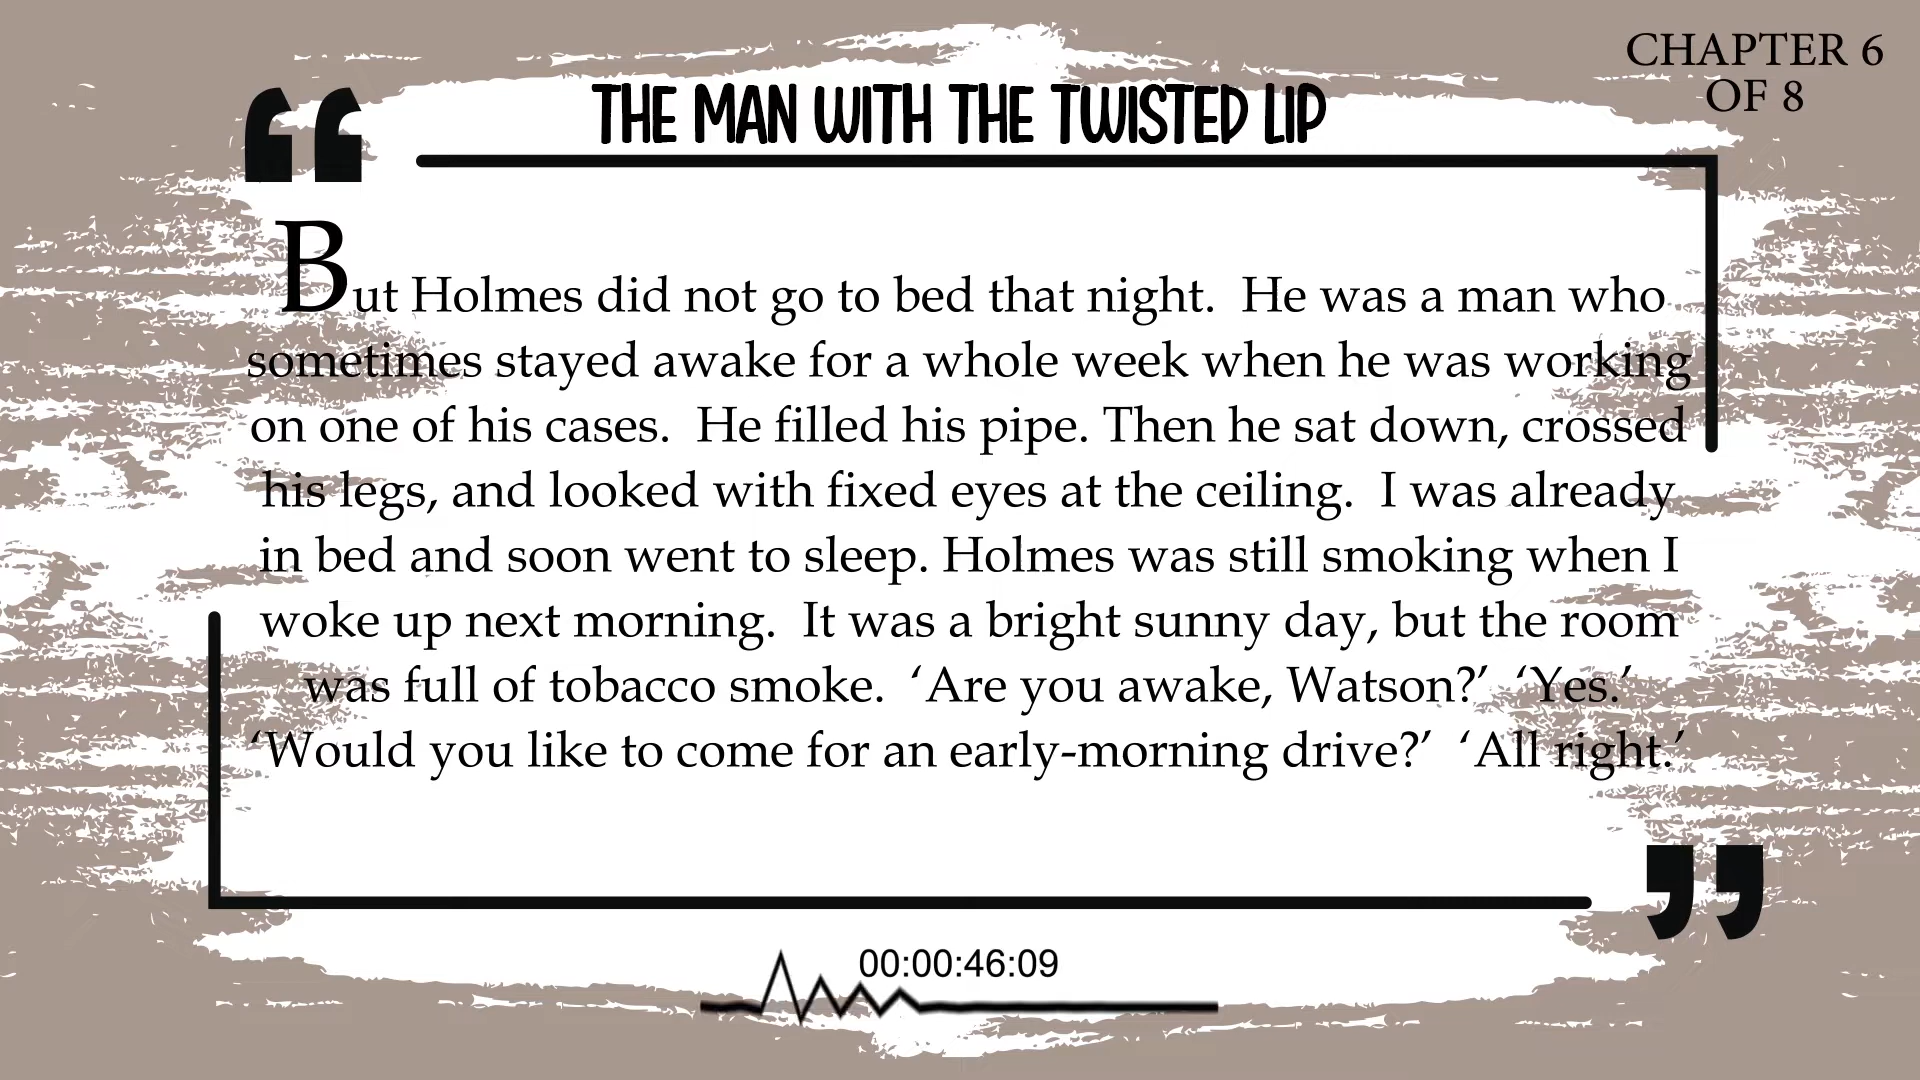 CHAPTER 6
OF 8
THE MAN WITH THE TWISTED LIP
But Holmes did not go to bed that night.  He was a man who
sometimes stayed awake for a whole week when he was working
on one of his cases.  He filled his pipe. Then he sat down, crossed
his legs, and looked with fixed eyes at the ceiling.  I was already
in bed and soon went to sleep. Holmes was still smoking when I
woke up next morning.  It was a bright sunny day, but the room
was full of tobacco smoke.  ‘Are you awake, Watson?’  ‘Yes.’
‘Would you like to come for an early-morning drive?’  ‘All right.’
00:00:46:09